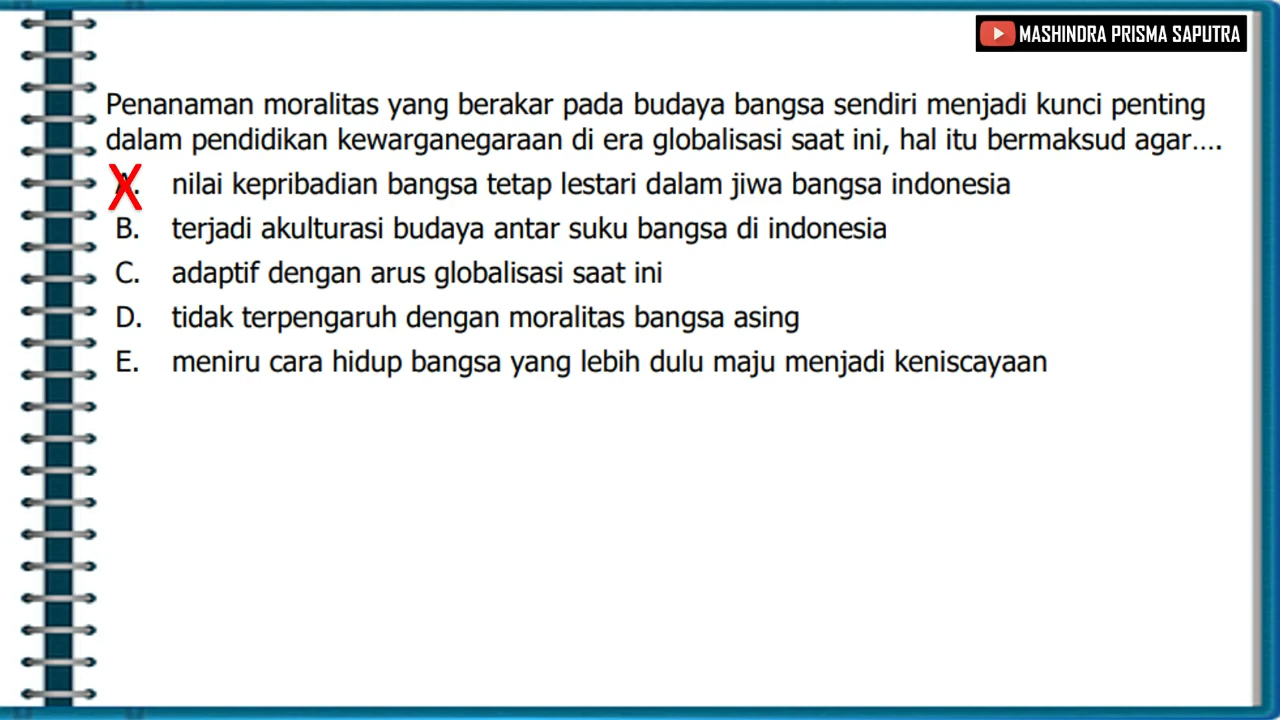 MASHINDRA PRISMA SAPUTRA
Penanaman moralitas yang berakar pada budaya bangsa sendiri menjadi kunci penting
dalam pendidikan kewarganegaraan di era globalisasi saat ini, hal itu bermaksud agar....
A. nilai kepribadian bangsa tetap lestari dalam jiwa bangsa indonesia
B. terjadi akulturasi budaya antar suku bangsa di indonesia
C. adaptif dengan arus globalisasi saat ini
D. tidak terpengaruh dengan moralitas bangsa asing
E. meniru cara hidup bangsa yang lebih dulu maju menjadi keniscayaan